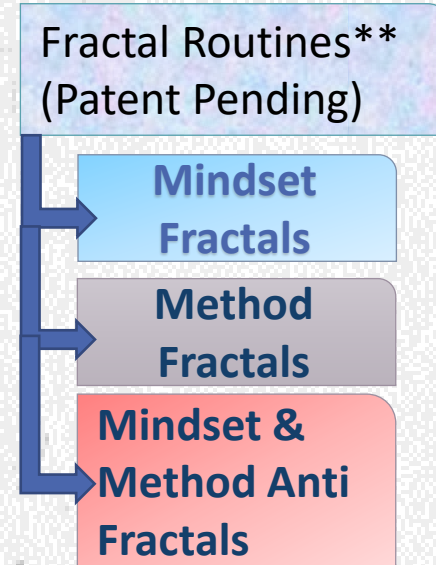 Fractal Routines**
(Patent Pending)
Mindset
Fractals
Method
Fractals
Mindset &
Method Anti
Fractals